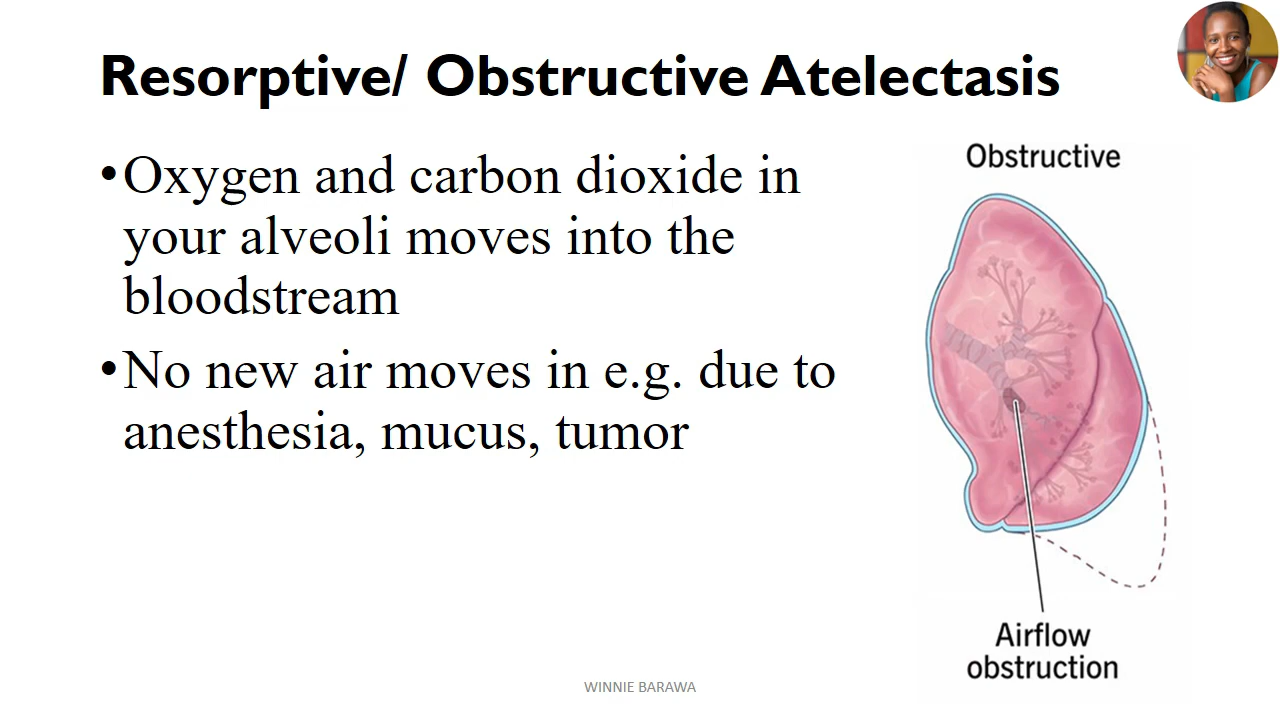 Resorptive/ Obstructive Atelectasis
•Oxygen and carbon dioxide in
your alveoli moves into the
bloodstream
•No new air moves in e.g. due to
anesthesia, mucus, tumor
Obstructive
Airflow
obstruction
WINNIE BARAWA